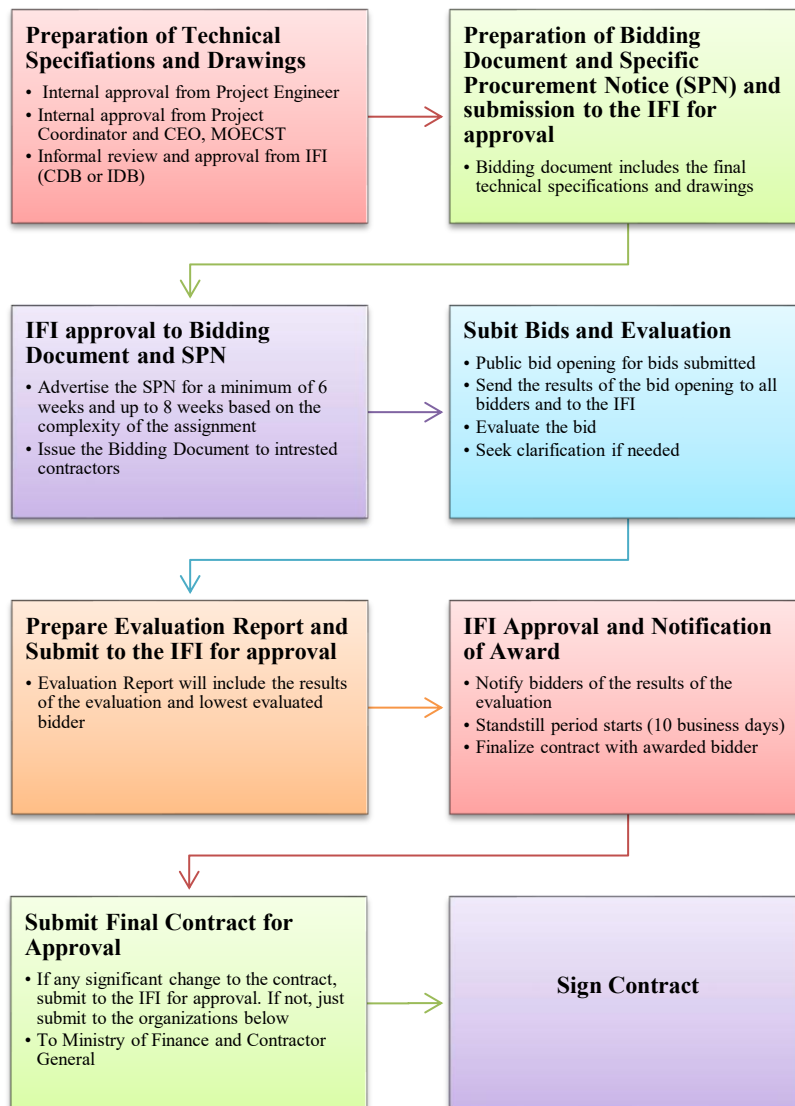 Preparation of Technical
Specifiations and Drawings
• Internal approval from Project Engineer
• Internal approval from Project
Coordinator and CEO, MOECST
• Informal review and approval from IFI
(CDB or IDB)
Preparation of Bidding
Document and Specific
Procurement Notice (SPN) and
submission to the IFI for
approval
• Bidding document includes the final
technical specifications and drawings
IFI approval to Bidding
Document and SPN
• Advertise the SPN for a minimum of 6
weeks and up to 8 weeks based on the
complexity of the assignment
• Issue the Bidding Document to intrested
contractors
Subit Bids and Evaluation
• Public bid opening for bids submitted
• Send the results of the bid opening to all
bidders and to the IFI
• Evaluate the bid
• Seek clarification if needed
Prepare Evaluation Report and
Submit to the IFI for approval
• Evaluation Report will include the results
of the evaluation and lowest evaluated
bidder
IFI Approval and Notification
of Award
• Notify bidders of the results of the
evaluation
• Standstill period starts (10 business days)
• Finalize contract with awarded bidder
Submit Final Contract for
Approval
• If any significant change to the contract,
submit to the IFI for approval. If not, just
submit to the organizations below
• To Ministry of Finance and Contractor
General
Sign Contract